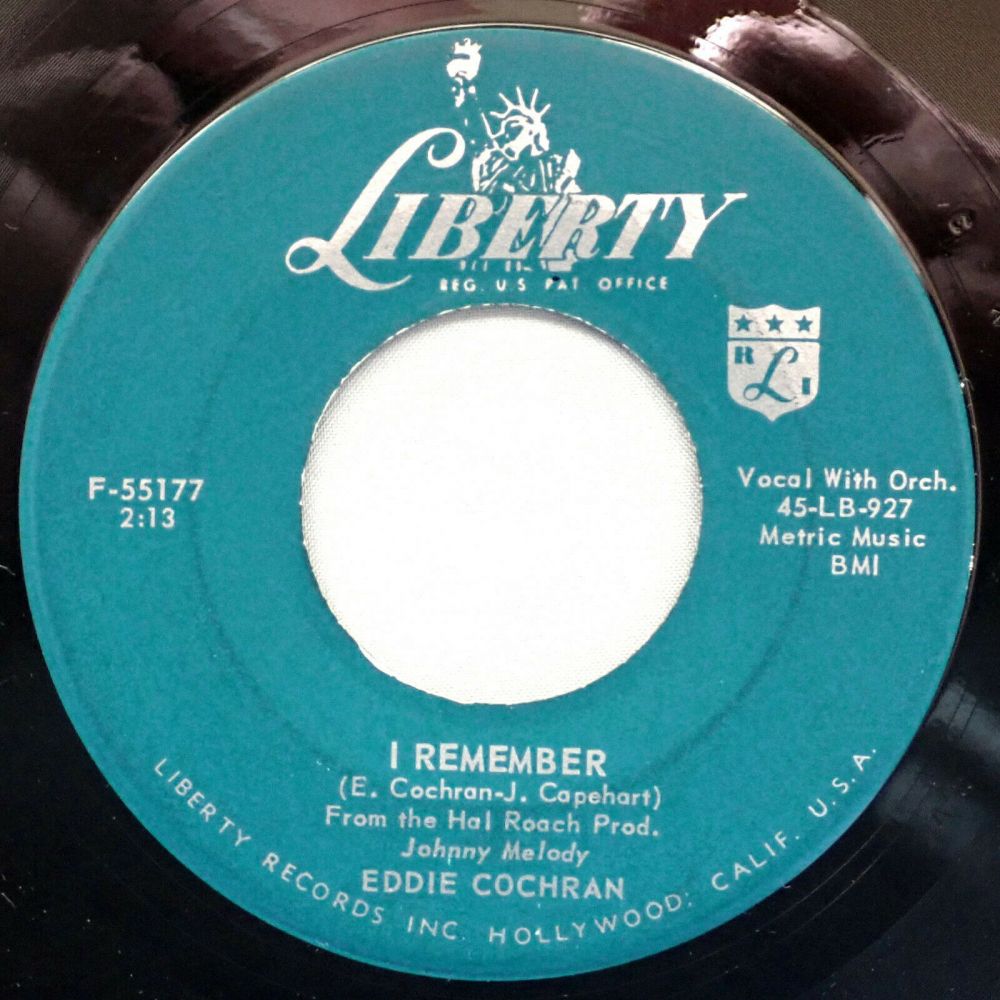 LIBERTY
REG. U S PAT OFFICE
R L I
F-55177
2:13
Vocal With Orch.
45-LB-927
Metric Music
BMI
I REMEMBER
(E. Cochran-J. Capehart)
From the Hal Roach Prod.
Johnny Melody
EDDIE COCHRAN
LIBERTY RECORDS INC. HOLLYWOOD, CALIF. U. S. A.